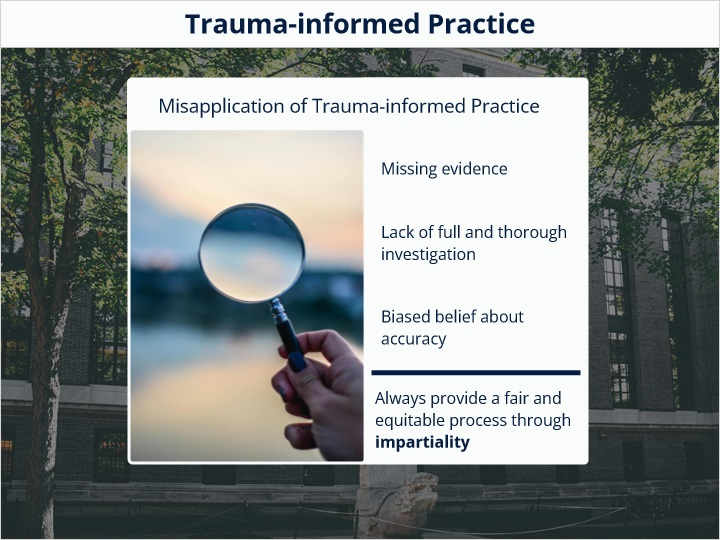 Trauma-informed Practice
Misapplication of Trauma-informed Practice
Missing evidence
Lack of full and thorough
investigation
Biased belief about
accuracy
Always provide a fair and
equitable process through
impartiality